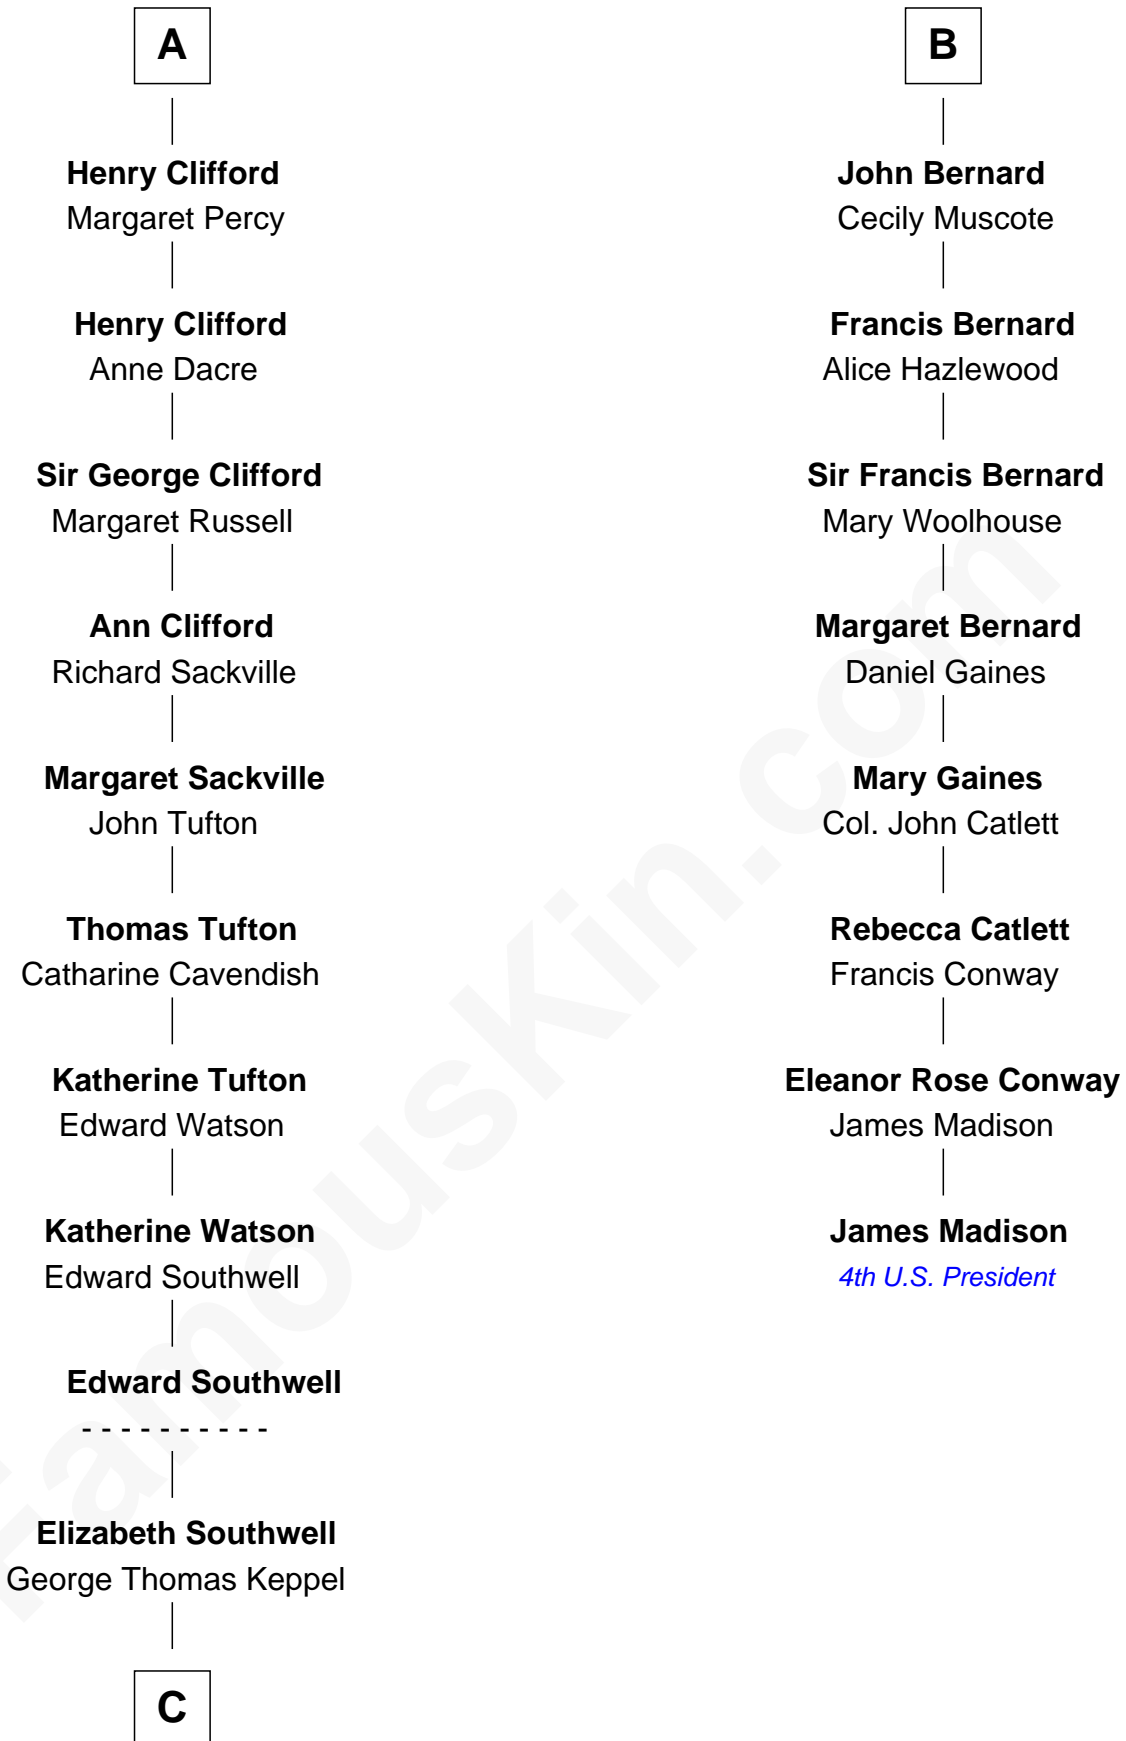 A
Henry Clifford
Margaret Percy
Henry Clifford
Anne Dacre
Sir George Clifford
Margaret Russell
Ann Clifford
Richard Sackville
Margaret Sackville
John Tufton
Thomas Tufton
Catharine Cavendish
Katherine Tufton
Edward Watson
Katherine Watson
Edward Southwell
Edward Southwell
- - - - - - - - - -
Elizabeth Southwell
George Thomas Keppel
C
B
John Bernard
Cecily Muscote
Francis Bernard
Alice Hazlewood
Sir Francis Bernard
Mary Woolhouse
Margaret Bernard
Daniel Gaines
Mary Gaines
Col. John Catlett
Rebecca Catlett
Francis Conway
Eleanor Rose Conway
James Madison
James Madison
4th U.S. President
FamousKin.com